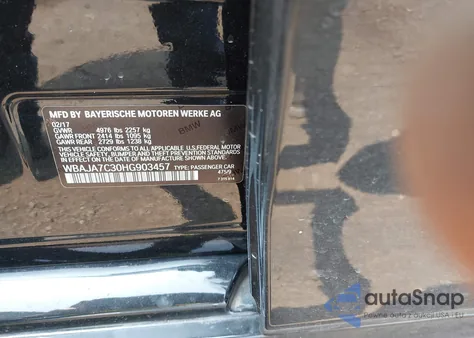 MFD BY BAYERISCHE MOTOREN WERKE AG
02/17
GVWR 4976 lbs 2257 kg
GAWR FRONT 2414 lbs 1095 kg
GAWR REAR 2729 lbs 1238 kg
BMW
THIS VEHICLE CONFORMS TO ALL APPLICABLE U.S. FEDERAL
MOTOR VEHICLE SAFETY, BUMPER, AND THEFT PREVENTION STANDARDS
IN EFFECT ON THE DATE OF MANUFACTURE SHOWN ABOVE.
WBAJA7C30HG903457 TYPE: PASSENGER CAR
475/9
autoSnap